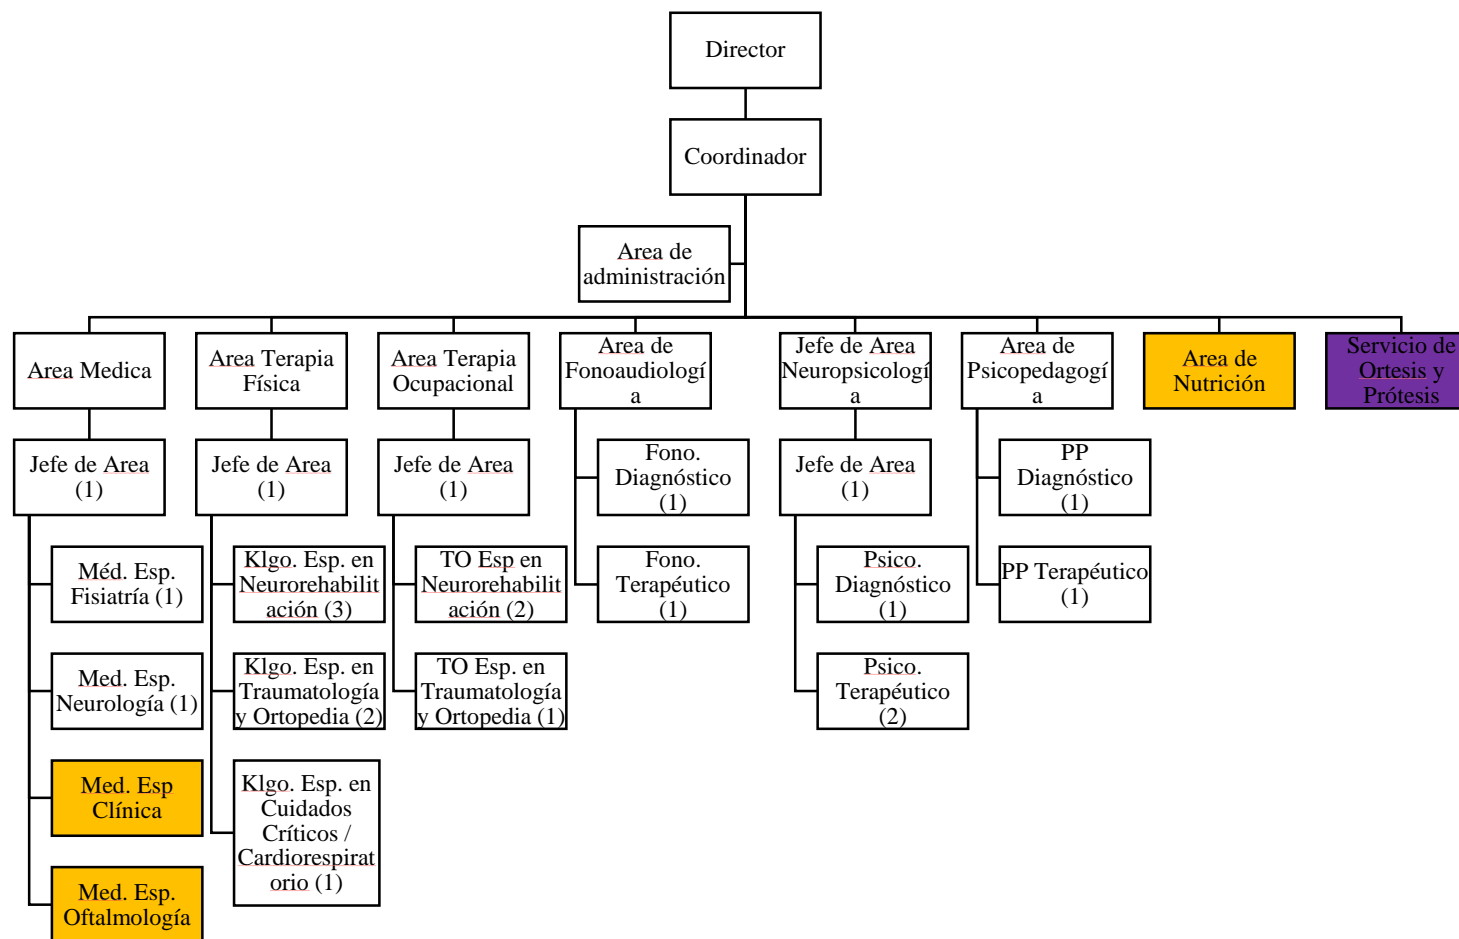 Director
Coordinador
Area de
administración
Area Medica
Area Terapia
Física
Area Terapia
Ocupacional
Area de
Fonoaudiologí
a
Jefe de Area
Neuropsicologí
a
Area de
Psicopedagogí
a
Area de
Nutrición
Servicio de
Ortesis y
Prótesis
Jefe de Area
(1)
Jefe de Area
(1)
Jefe de Area
(1)
Fono.
Diagnóstico
(1)
Jefe de Area
(1)
PP
Diagnóstico
(1)
Méd. Esp.
Fisiatría (1)
Klgo. Esp. en
Neurorehabilit
ación (3)
TO Esp en
Neurorehabilit
ación (2)
Fono.
Terapéutico
(1)
Psico.
Diagnóstico
(1)
PP Terapéutico
(1)
Med. Esp.
Neurología (1)
Klgo. Esp. en
Traumatología
y Ortopedia (2)
TO Esp. en
Traumatología
y Ortopedia (1)
Psico.
Terapéutico
(2)
Med. Esp
Clínica
Klgo. Esp. en
Cuidados
Críticos /
Cardiorespirat
orio (1)
Med. Esp.
Oftalmología